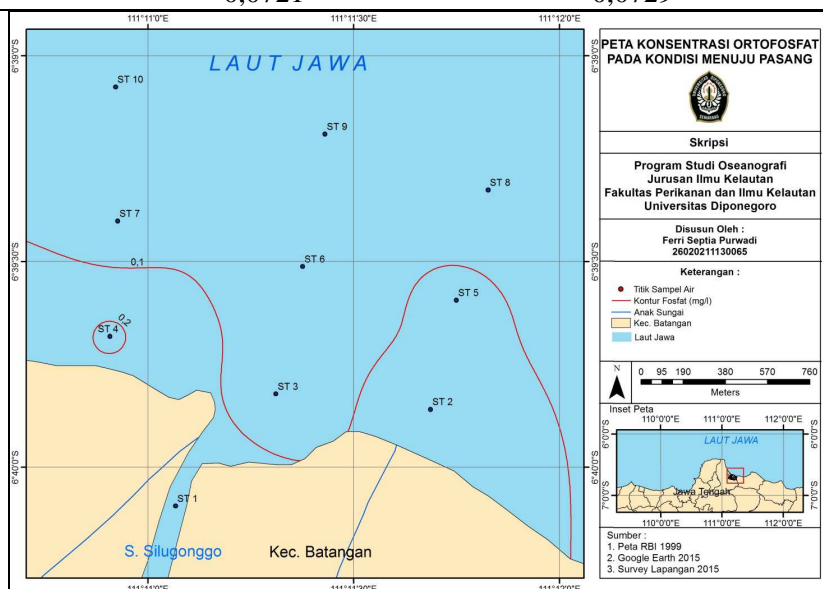 0,0721 0,0729
111°11'0"E 111°11'30"E 111°12'0"E
6°39'0"S
6°39'0"S
LAUT JAWA
ST 10
ST 9
ST 8
ST 7
6°39'30"S
6°39'30"S
0,1
ST 6
ST 5
0,2
ST 4
ST 3
ST 2
6°40'0"S
6°40'0"S
ST 1
S. Silugonggo
Kec. Batangan
111°11'0"E 111°11'30"E 111°12'0"E
PETA KONSENTRASI ORTOFOSFAT
PADA KONDISI MENUJU PASANG
Skripsi
Program Studi Oseanografi
Jurusan Ilmu Kelautan
Fakultas Perikanan dan Ilmu Kelautan
Universitas Diponegoro
Disusun Oleh :
Ferri Septia Purwadi
26020211130065
Keterangan :
Titik Sampel Air
Kontur Fosfat (mg/l)
Anak Sungai
Kec. Batangan
Laut Jawa
N
0 95 190 380 570 760
Meters
Inset Peta
110°0'0"E 111°0'0"E 112°0'0"E
6°0'0"S
6°0'0"S
LAUT JAWA
Jawa Tengah
7°0'0"S
7°0'0"S
110°0'0"E 111°0'0"E 112°0'0"E
Sumber :
1. Peta RBI 1999
2. Google Earth 2015
3. Survey Lapangan 2015